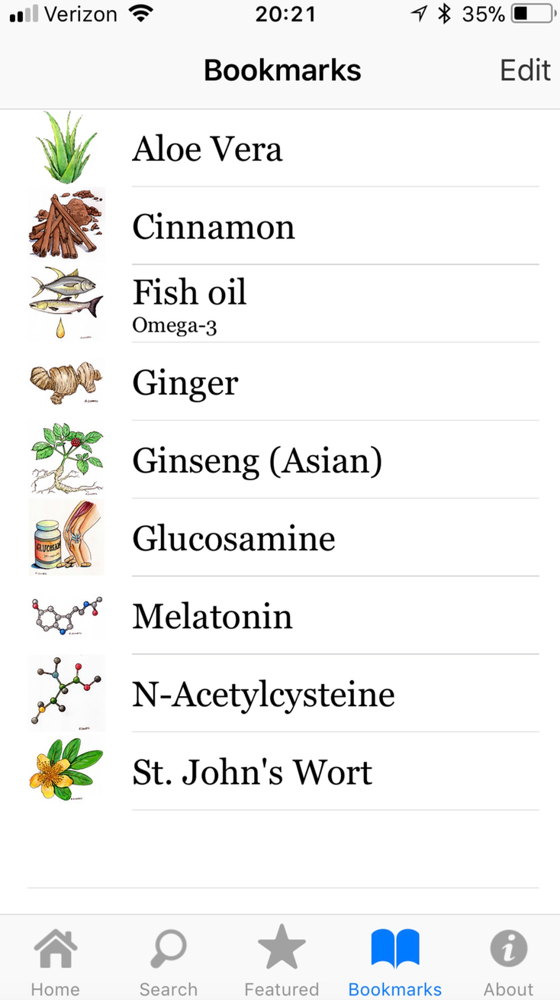 Verizon 20:21 35%
Bookmarks Edit
Aloe Vera
Cinnamon
Fish oil
Omega-3
Ginger
Ginseng (Asian)
GLUCOSAM
Glucosamine
Melatonin
N-Acetylcysteine
St. John's Wort
Home Search Featured Bookmarks About